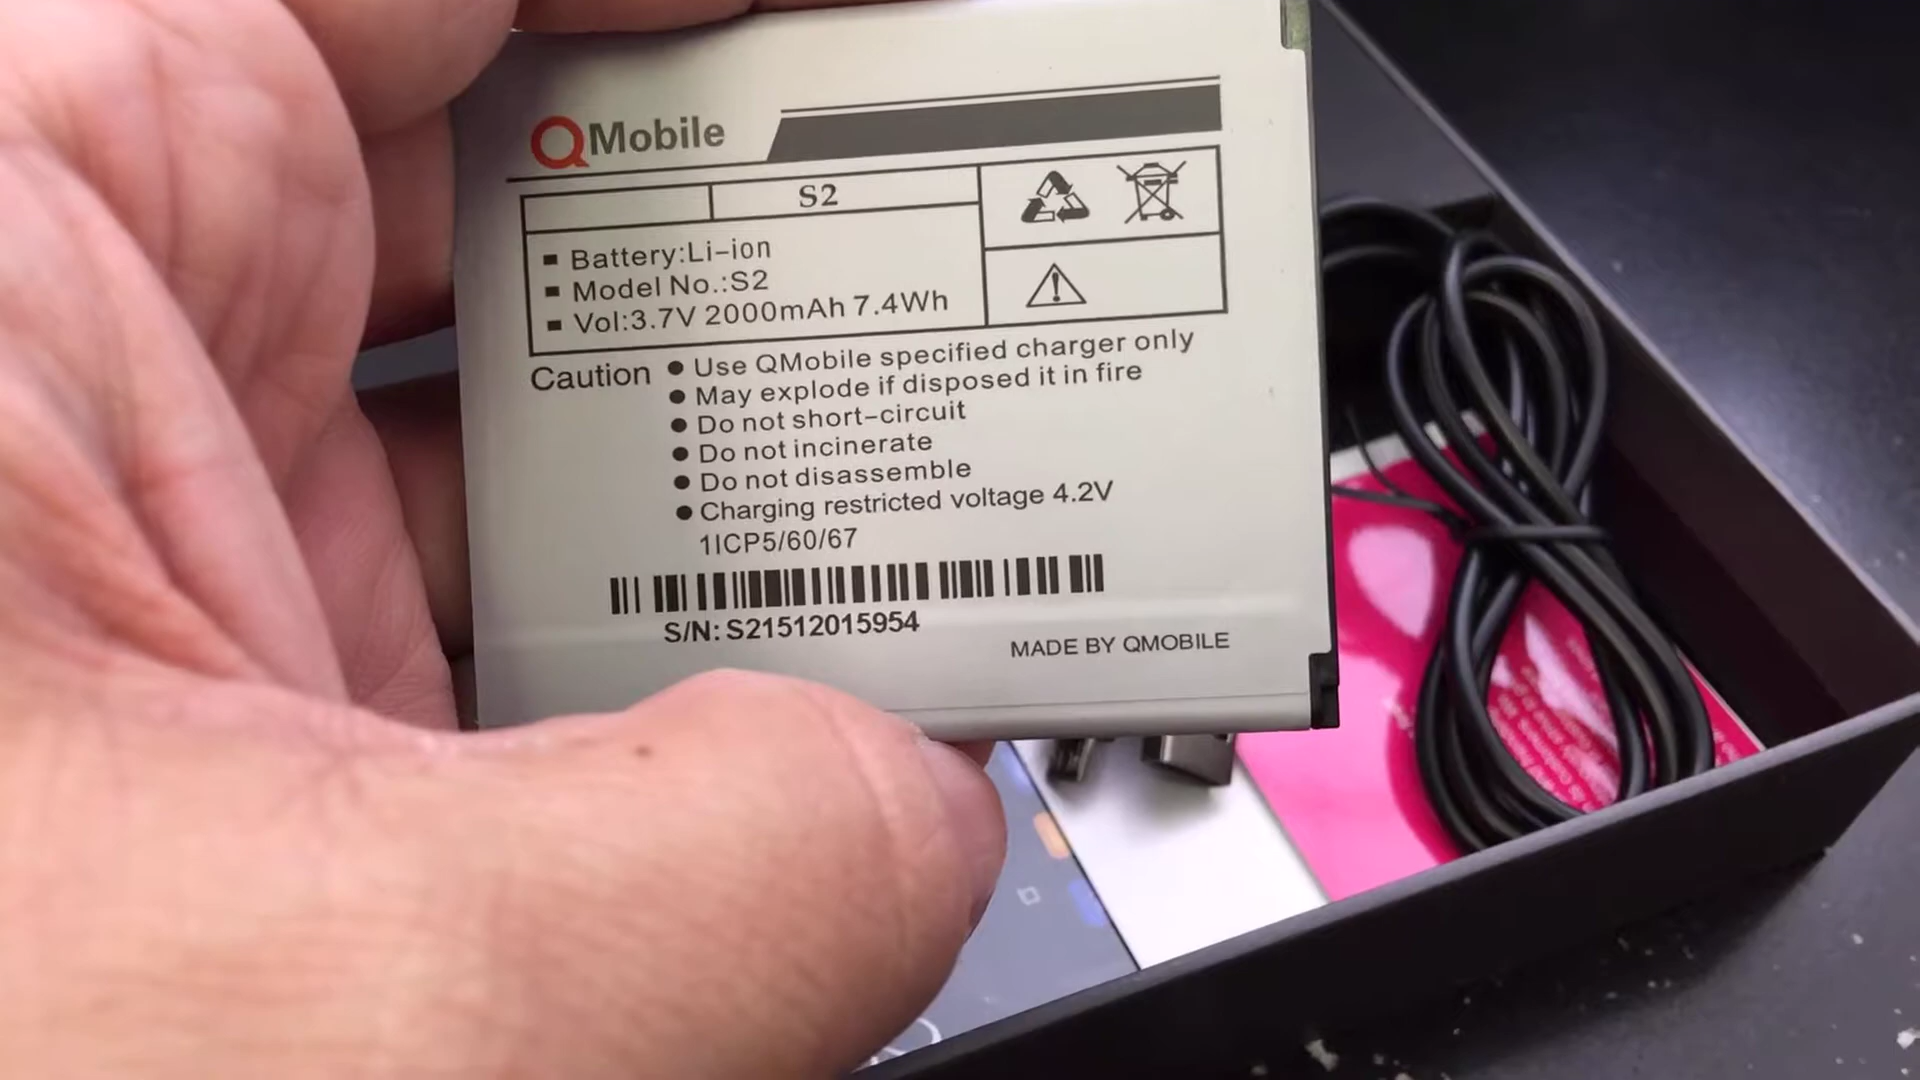 QMobile
S2
Battery:Li-ion
Model No.:S2
Vol:3.7V 2000mAh 7.4Wh
Caution
Use QMobile specified charger only
May explode if disposed it in fire
Do not short-circuit
Do not incinerate
Do not disassemble
Charging restricted voltage 4.2V
1ICP5/60/67
S/N: S21512015954
MADE BY QMOBILE